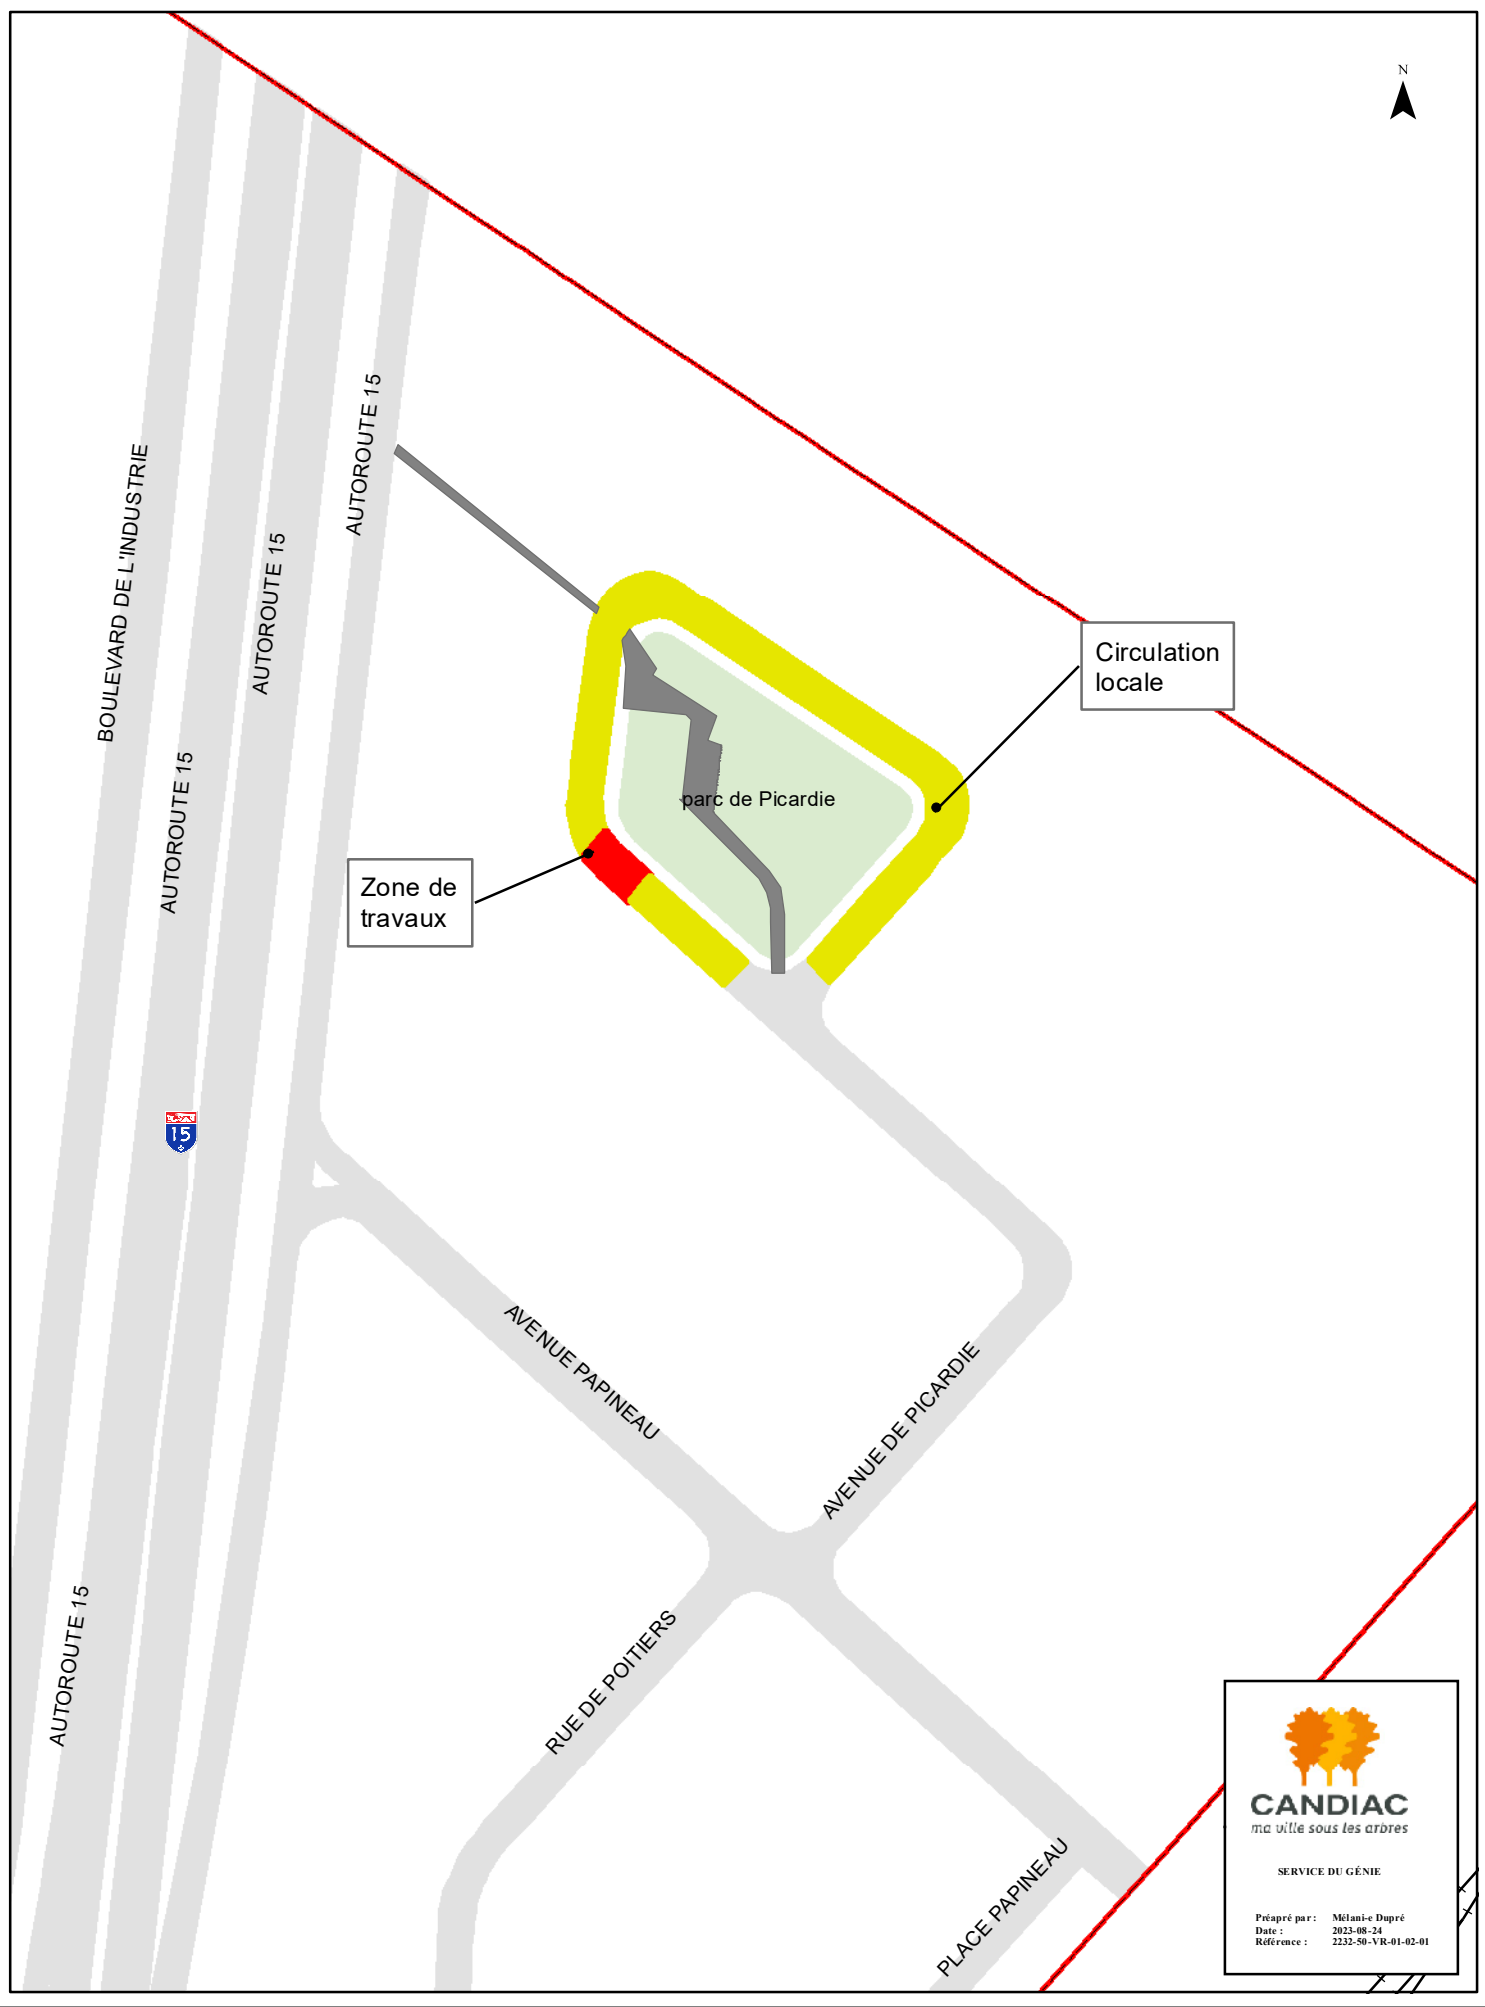 N
AUTOROUTE 15
BOULEVARD DE L'INDUSTRIE
AUTOROUTE 15
Circulation
locale
AUTOROUTE 15
parc de Picardie
Zone de
travaux
15
AVENUE PAPINEAU
AVENUE DE PICARDIE
AUTOROUTE 15
RUE DE POITIERS
PLACE PAPINEAU
CANDIAC
ma ville sous les arbres
SERVICE DU GÉNIE
Préapré par : Mélani-e Dupré
Date : 2023-08-24
Référence : 2232-50-VR-01-02-01